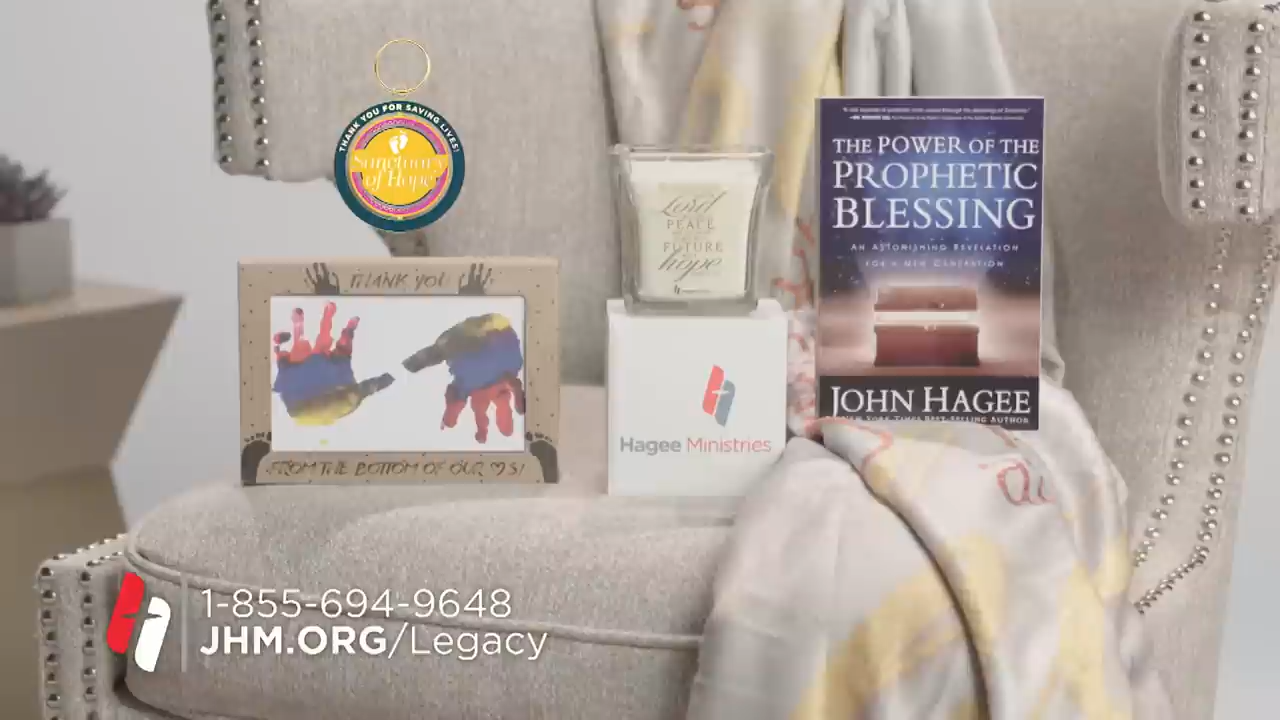 THANK YOU FOR SAVING LIVES!
Sanctuary
of Hope
THANK YOU
FROM THE BOTTOM OF OUR ♡S!
Lord
PEACE
FUTURE
hope
Hagee Ministries
THE POWER OF THE
PROPHETIC
BLESSING
AN ASTONISHING REVELATION
FOR A NEW GENERATION
JOHN HAGEE
NEW YORK TIMES BEST-SELLING AUTHOR
1-855-694-9648
JHM.ORG/Legacy